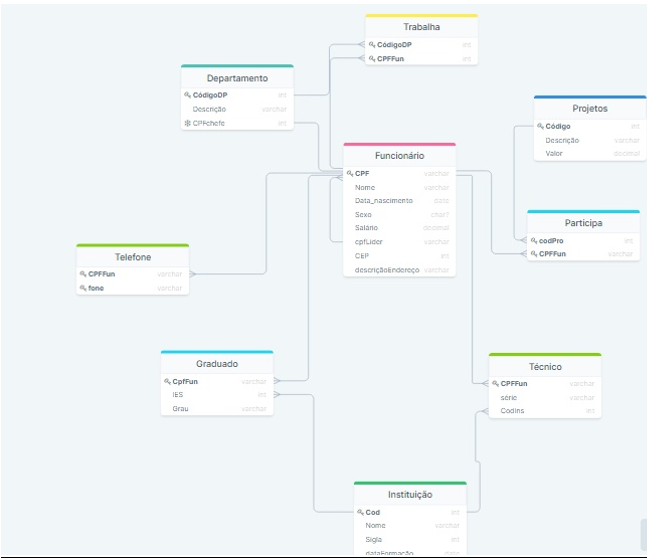 Trabalha
CódigoDP int
CPFFun int
Departamento
CódigoDP int
Descrição varchar
CPFchefe int
Projetos
Código int
Descrição varchar
Valor decimal
Funcionário
CPF varchar
Nome varchar
Data_nascimento date
Sexo char?
Salário decimal
cpfLider varchar
CEP int
descriçãoEndereço varchar
Participa
codPro int
CPFFun varchar
Telefone
CPFFun varchar
fone varchar
Graduado
CpfFun varchar
IES int
Grau varchar
Técnico
CPFFun varchar
série varchar
CodIns int
Instituição
Cod int
Nome varchar
Sigla int
dataFormação date